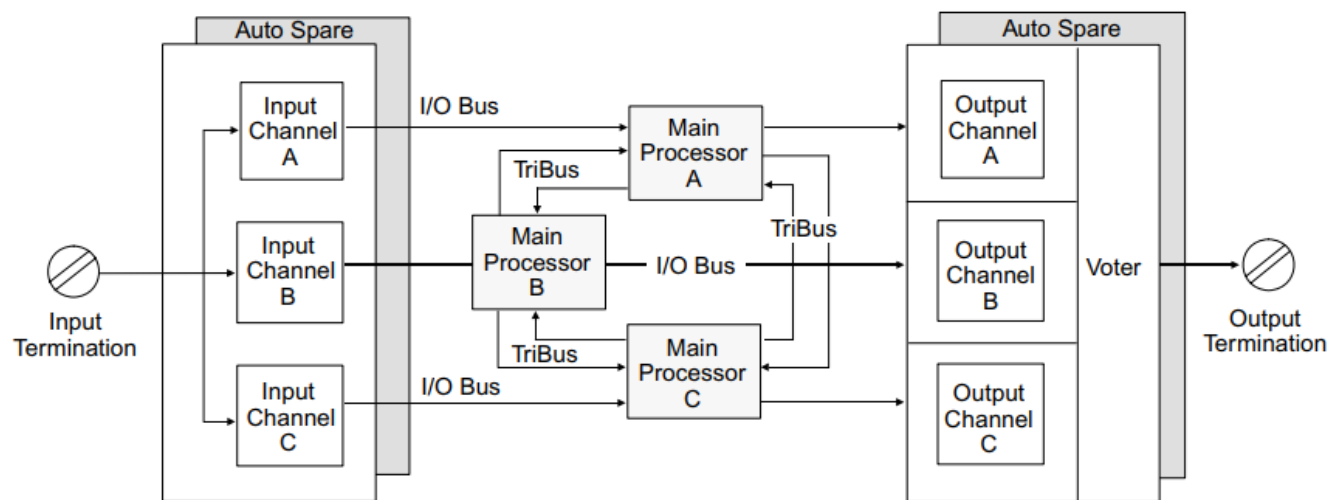 Auto Spare
Auto Spare
Input
Channel
A
I/O Bus
Main
Processor
A
Output
Channel
A
TriBus
TriBus
Input
Channel
B
Main
Processor
B
I/O Bus
Output
Channel
B
Voter
Input
Termination
Output
Termination
TriBus
Input
Channel
C
I/O Bus
Main
Processor
C
Output
Channel
C